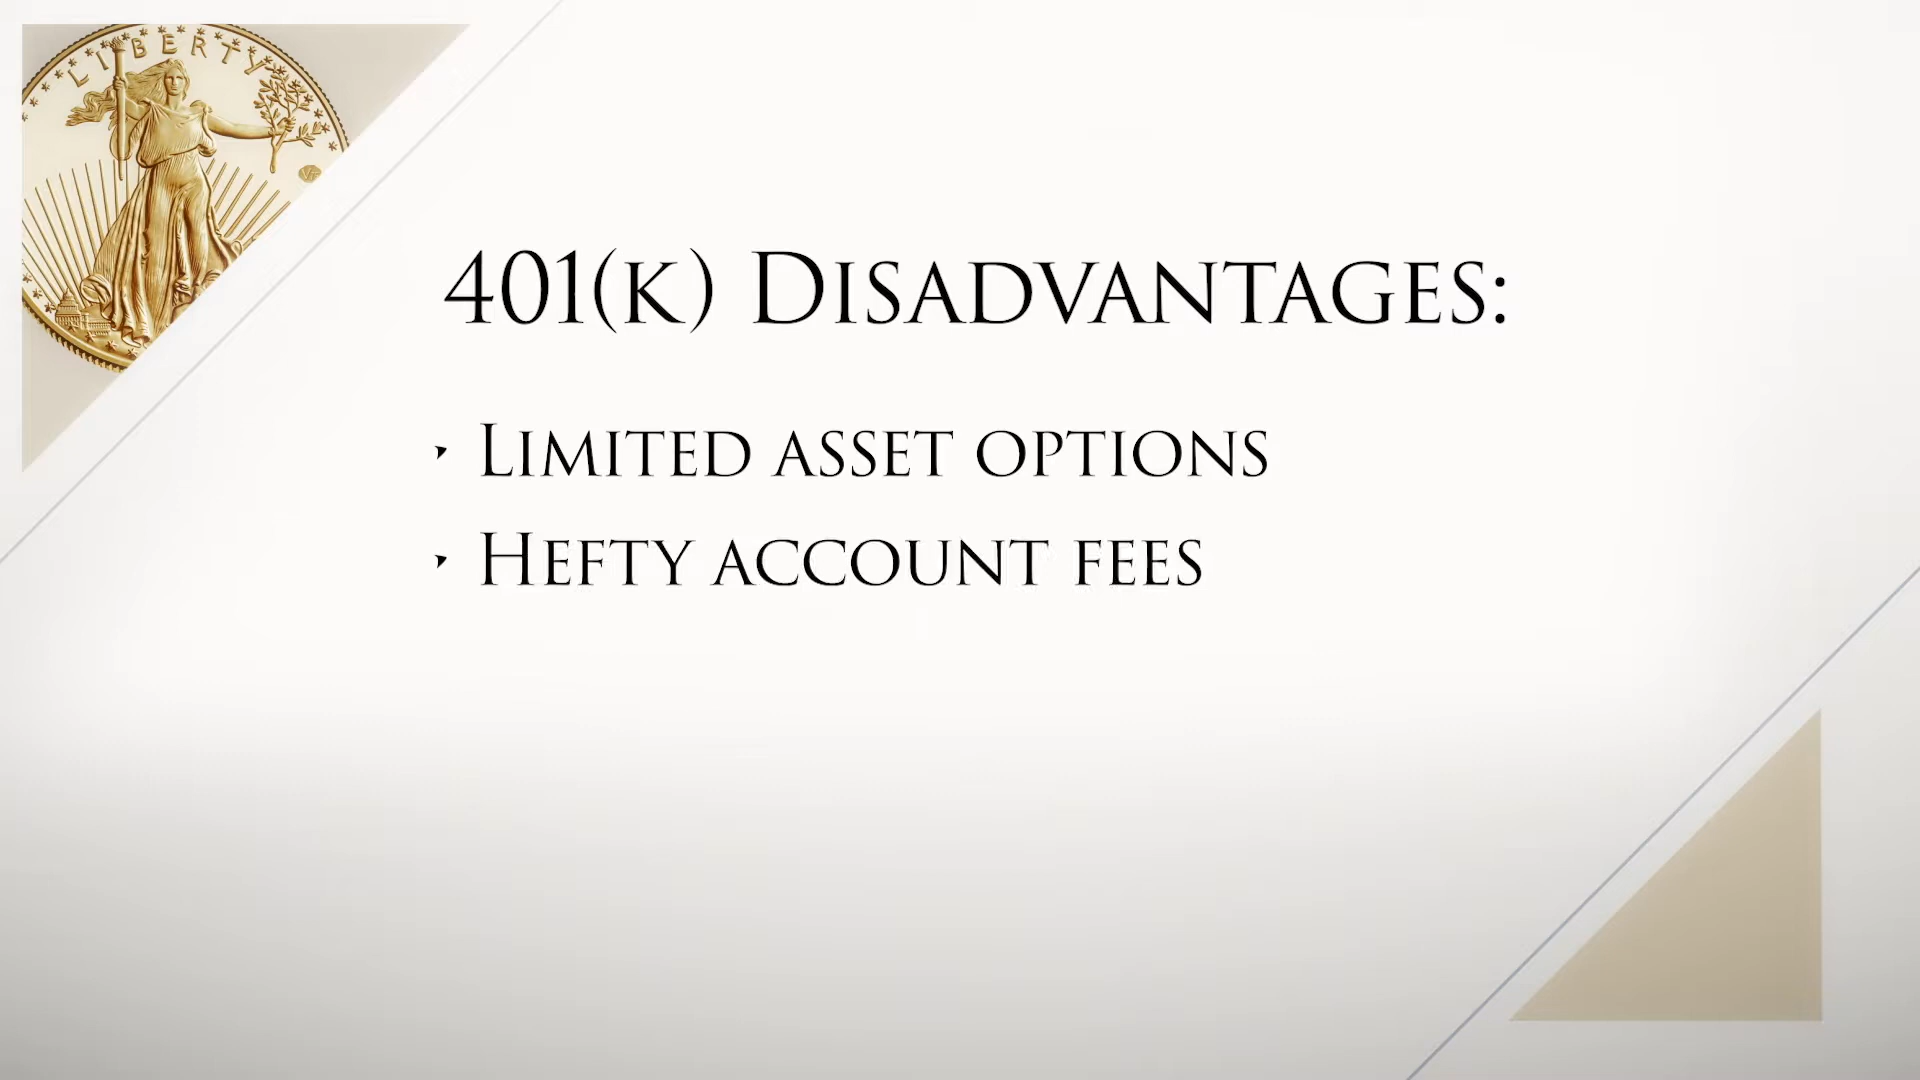 LIBERTY
401(k) Disadvantages:
Limited asset options
Hefty account fees